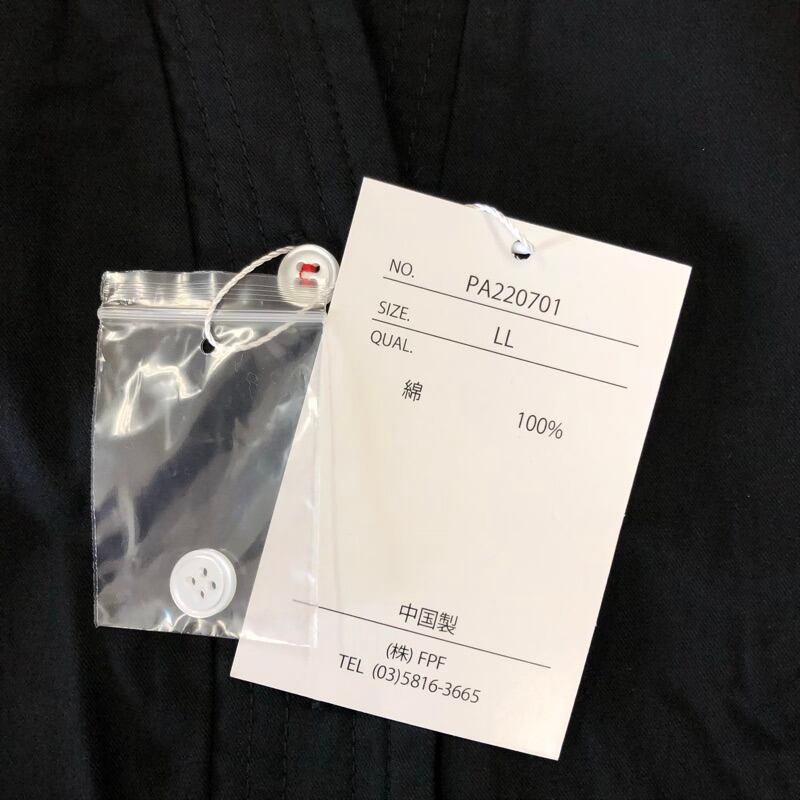 NO. PA220701
SIZE. LL
QUAL.
綿 100%
中国製
(株) FPF
TEL (03)5816-3665